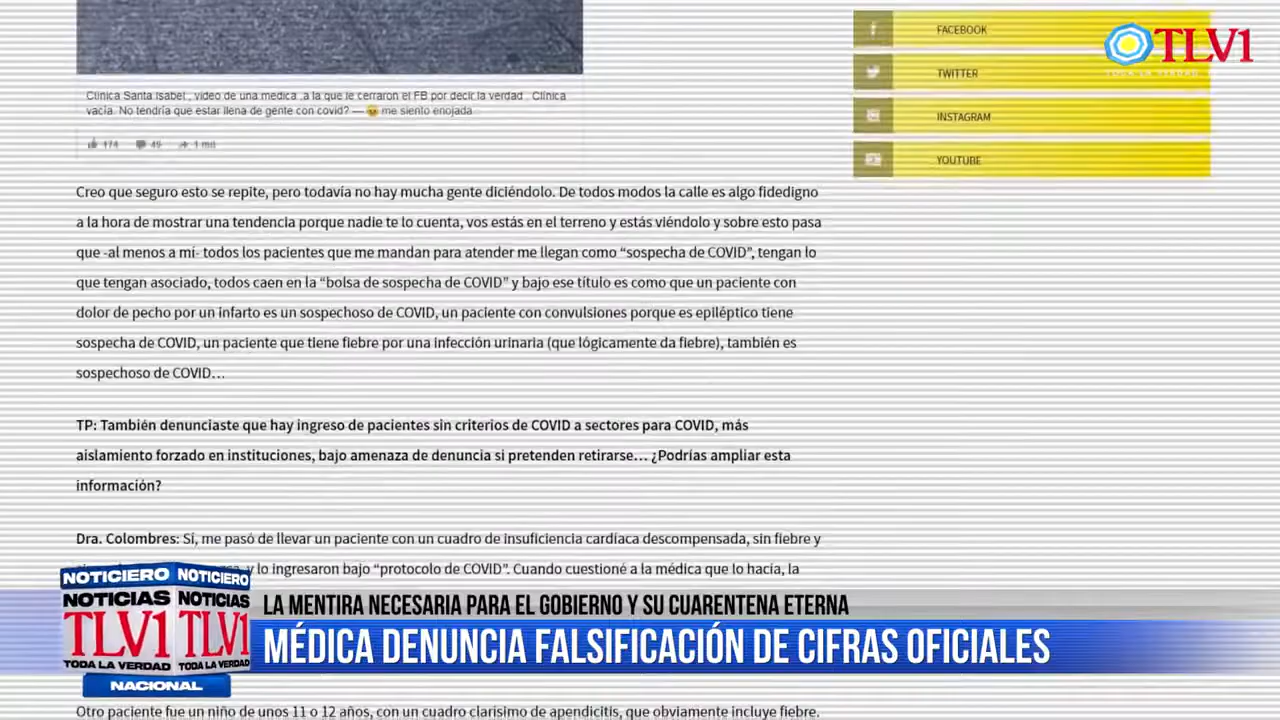 FACEBOOK
TWITTER
INSTAGRAM
YOUTUBE
TLV1
TODA LA VERDAD
Clínica Santa Isabel , video de una medica .a la que le cerraron el FB por decir la verdad . Clínica
vacía. No tendría que estar llena de gente con covid? — 😠 me siento enojada
174 49 1 mil
Creo que seguro esto se repite, pero todavía no hay mucha gente diciéndolo. De todos modos la calle es algo fidedigno
a la hora de mostrar una tendencia porque nadie te lo cuenta, vos estás en el terreno y estás viéndolo y sobre esto pasa
que -al menos a mí- todos los pacientes que me mandan para atender me llegan como “sospecha de COVID”, tengan lo
que tengan asociado, todos caen en la “bolsa de sospecha de COVID” y bajo ese título es como que un paciente con
dolor de pecho por un infarto es un sospechoso de COVID, un paciente con convulsiones porque es epiléptico tiene
sospecha de COVID, un paciente que tiene fiebre por una infección urinaria (que lógicamente da fiebre), también es
sospechoso de COVID…
TP: También denunciaste que hay ingreso de pacientes sin criterios de COVID a sectores para COVID, más
aislamiento forzado en instituciones, bajo amenaza de denuncia si pretenden retirarse… ¿Podrías ampliar esta
información?
Dra. Colombres: Sí, me pasó de llevar un paciente con un cuadro de insuficiencia cardíaca descompensada, sin fiebre y
y lo ingresaron bajo “protocolo de COVID”. Cuando cuestioné a la médica que lo hacía, la
NOTICIERO NOTICIERO
NOTICIAS NOTICIAS
TLV1 TLV1
TODA LA VERDAD TODA LA VERDAD
NACIONAL
LA MENTIRA NECESARIA PARA EL GOBIERNO Y SU CUARENTENA ETERNA
MÉDICA DENUNCIA FALSIFICACIÓN DE CIFRAS OFICIALES
Otro paciente fue un niño de unos 11 o 12 años, con un cuadro clarísimo de apendicitis, que obviamente incluye fiebre.